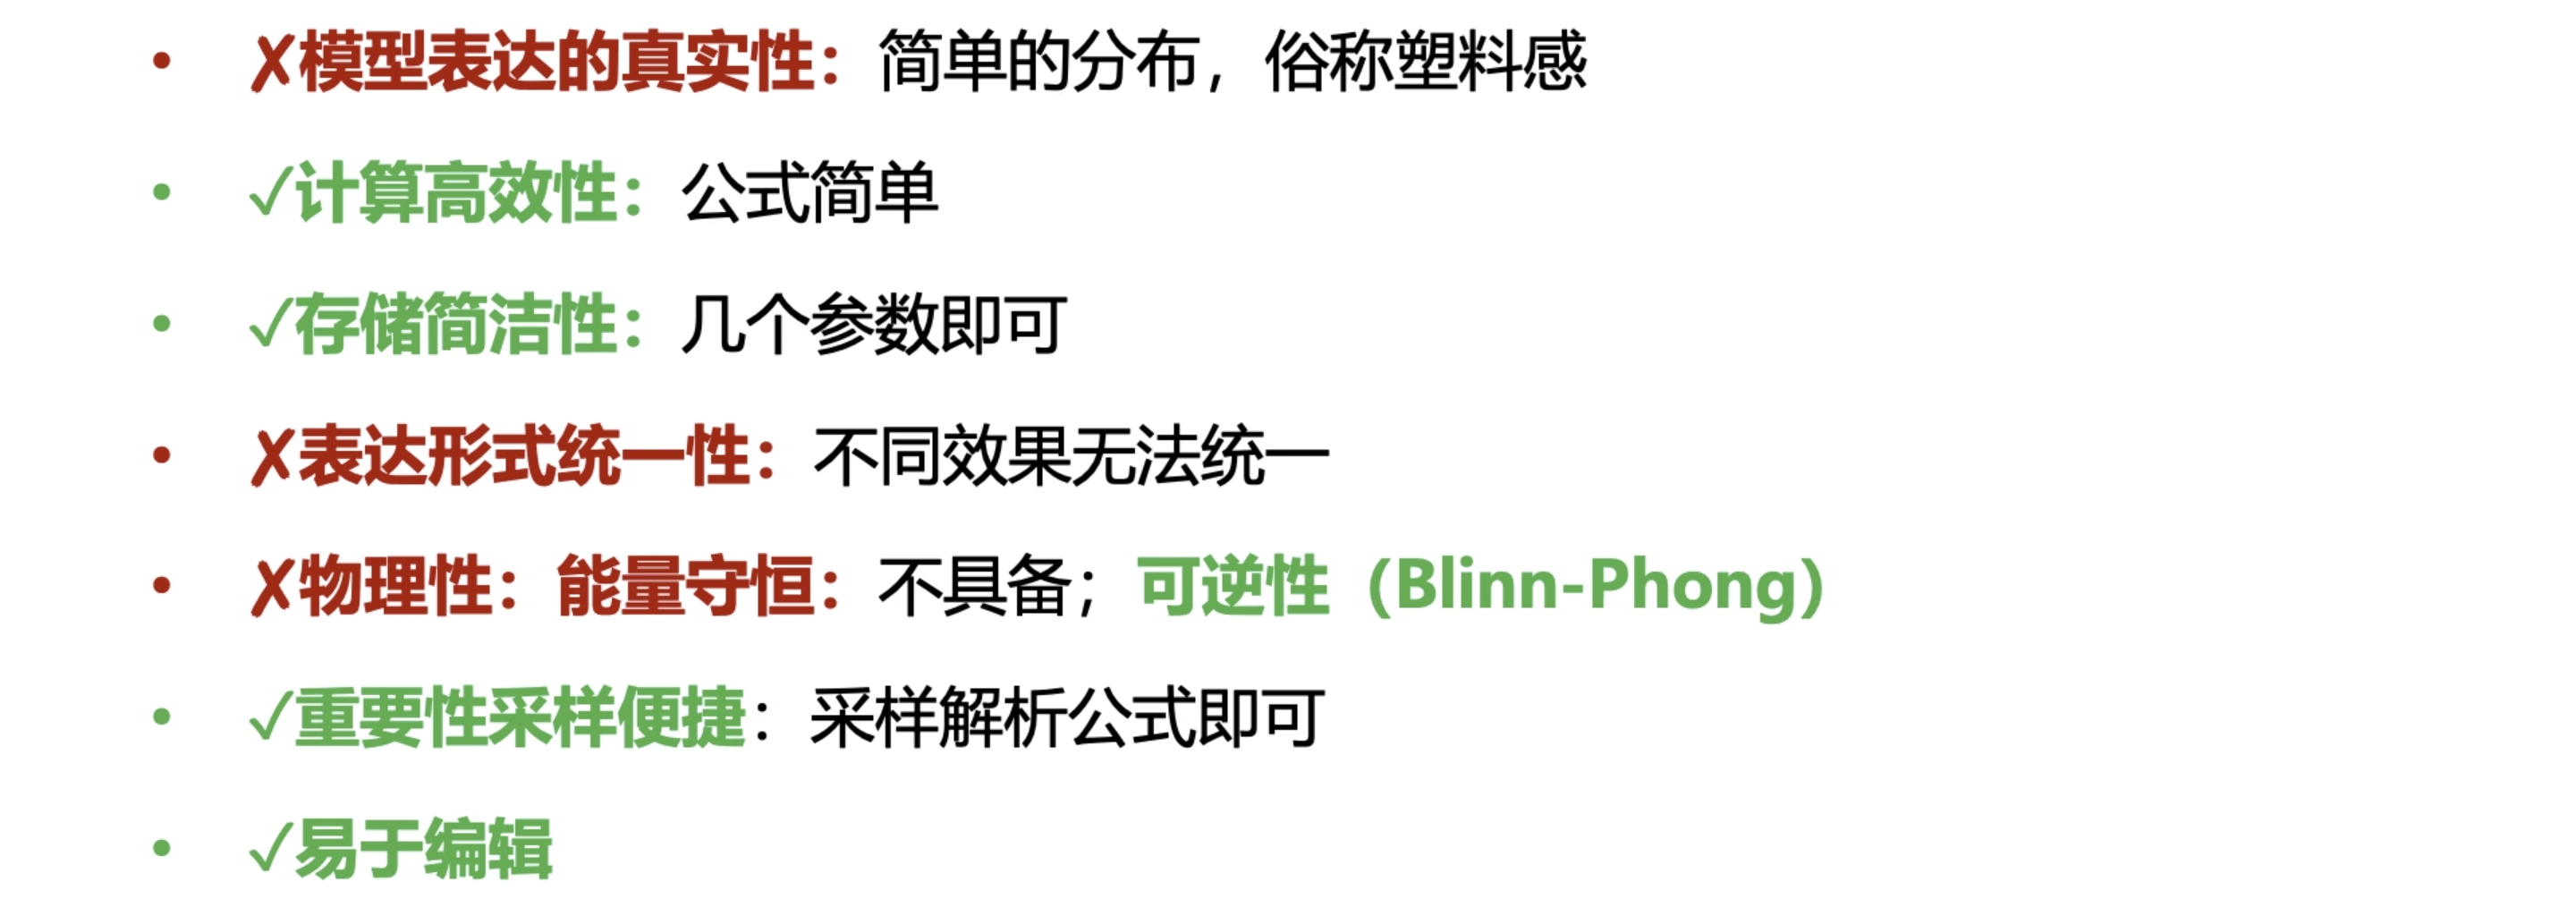 • ✗模型表达的真实性：简单的分布，俗称塑料感
• ✓计算高效性：公式简单
• ✓存储简洁性：几个参数即可
• ✗表达形式统一性：不同效果无法统一
• ✗物理性：能量守恒：不具备；可逆性（Blinn-Phong）
• ✓重要性采样便捷：采样解析公式即可
• ✓易于编辑